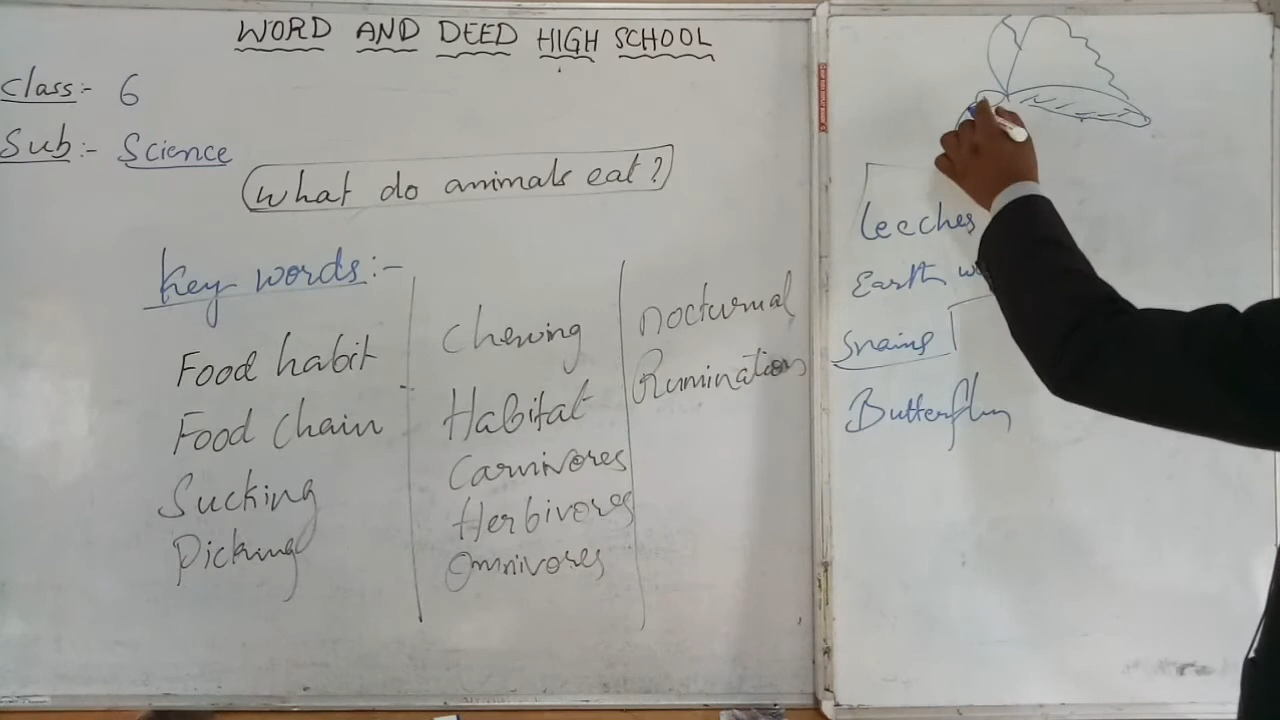 WORD AND DEED HIGH SCHOOL
Class:- 6
Sub:- Science
What do animals eat?
Key words:-
Food habit
Food Chain
Sucking
Picking
Chewing
Habitat
Carnivores
Herbivores
Omnivores
nocturnal
Rumination
Leeches
Earth
Snaing
Butterfly